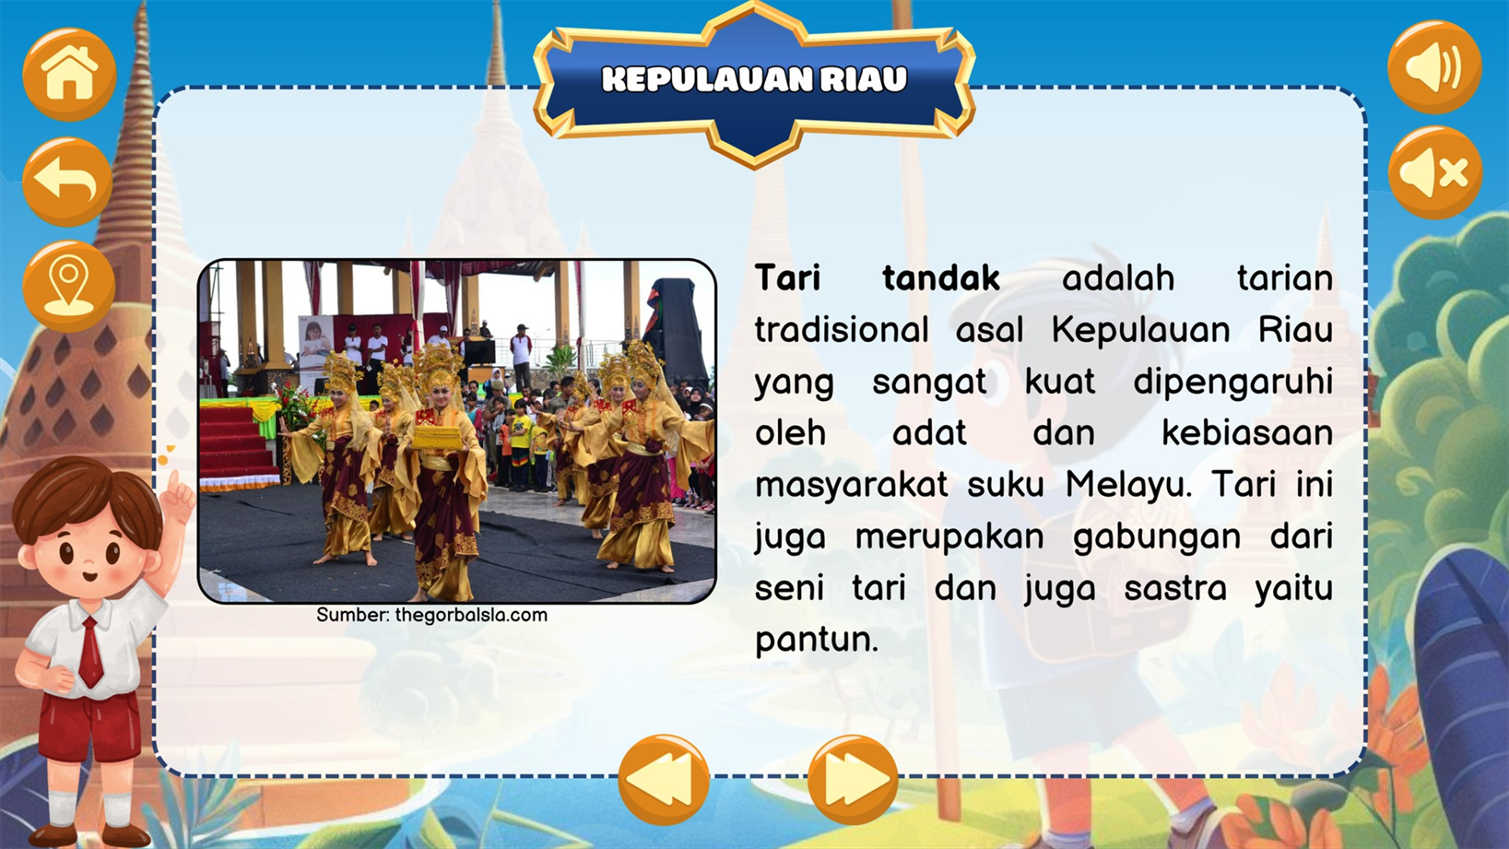 KEPULAUAN RIAU
Tari tandak adalah tarian
tradisional asal Kepulauan Riau
yang sangat kuat dipengaruhi
oleh adat dan kebiasaan
masyarakat suku Melayu. Tari ini
juga merupakan gabungan dari
seni tari dan juga sastra yaitu
pantun.
Sumber: thegorbalsla.com